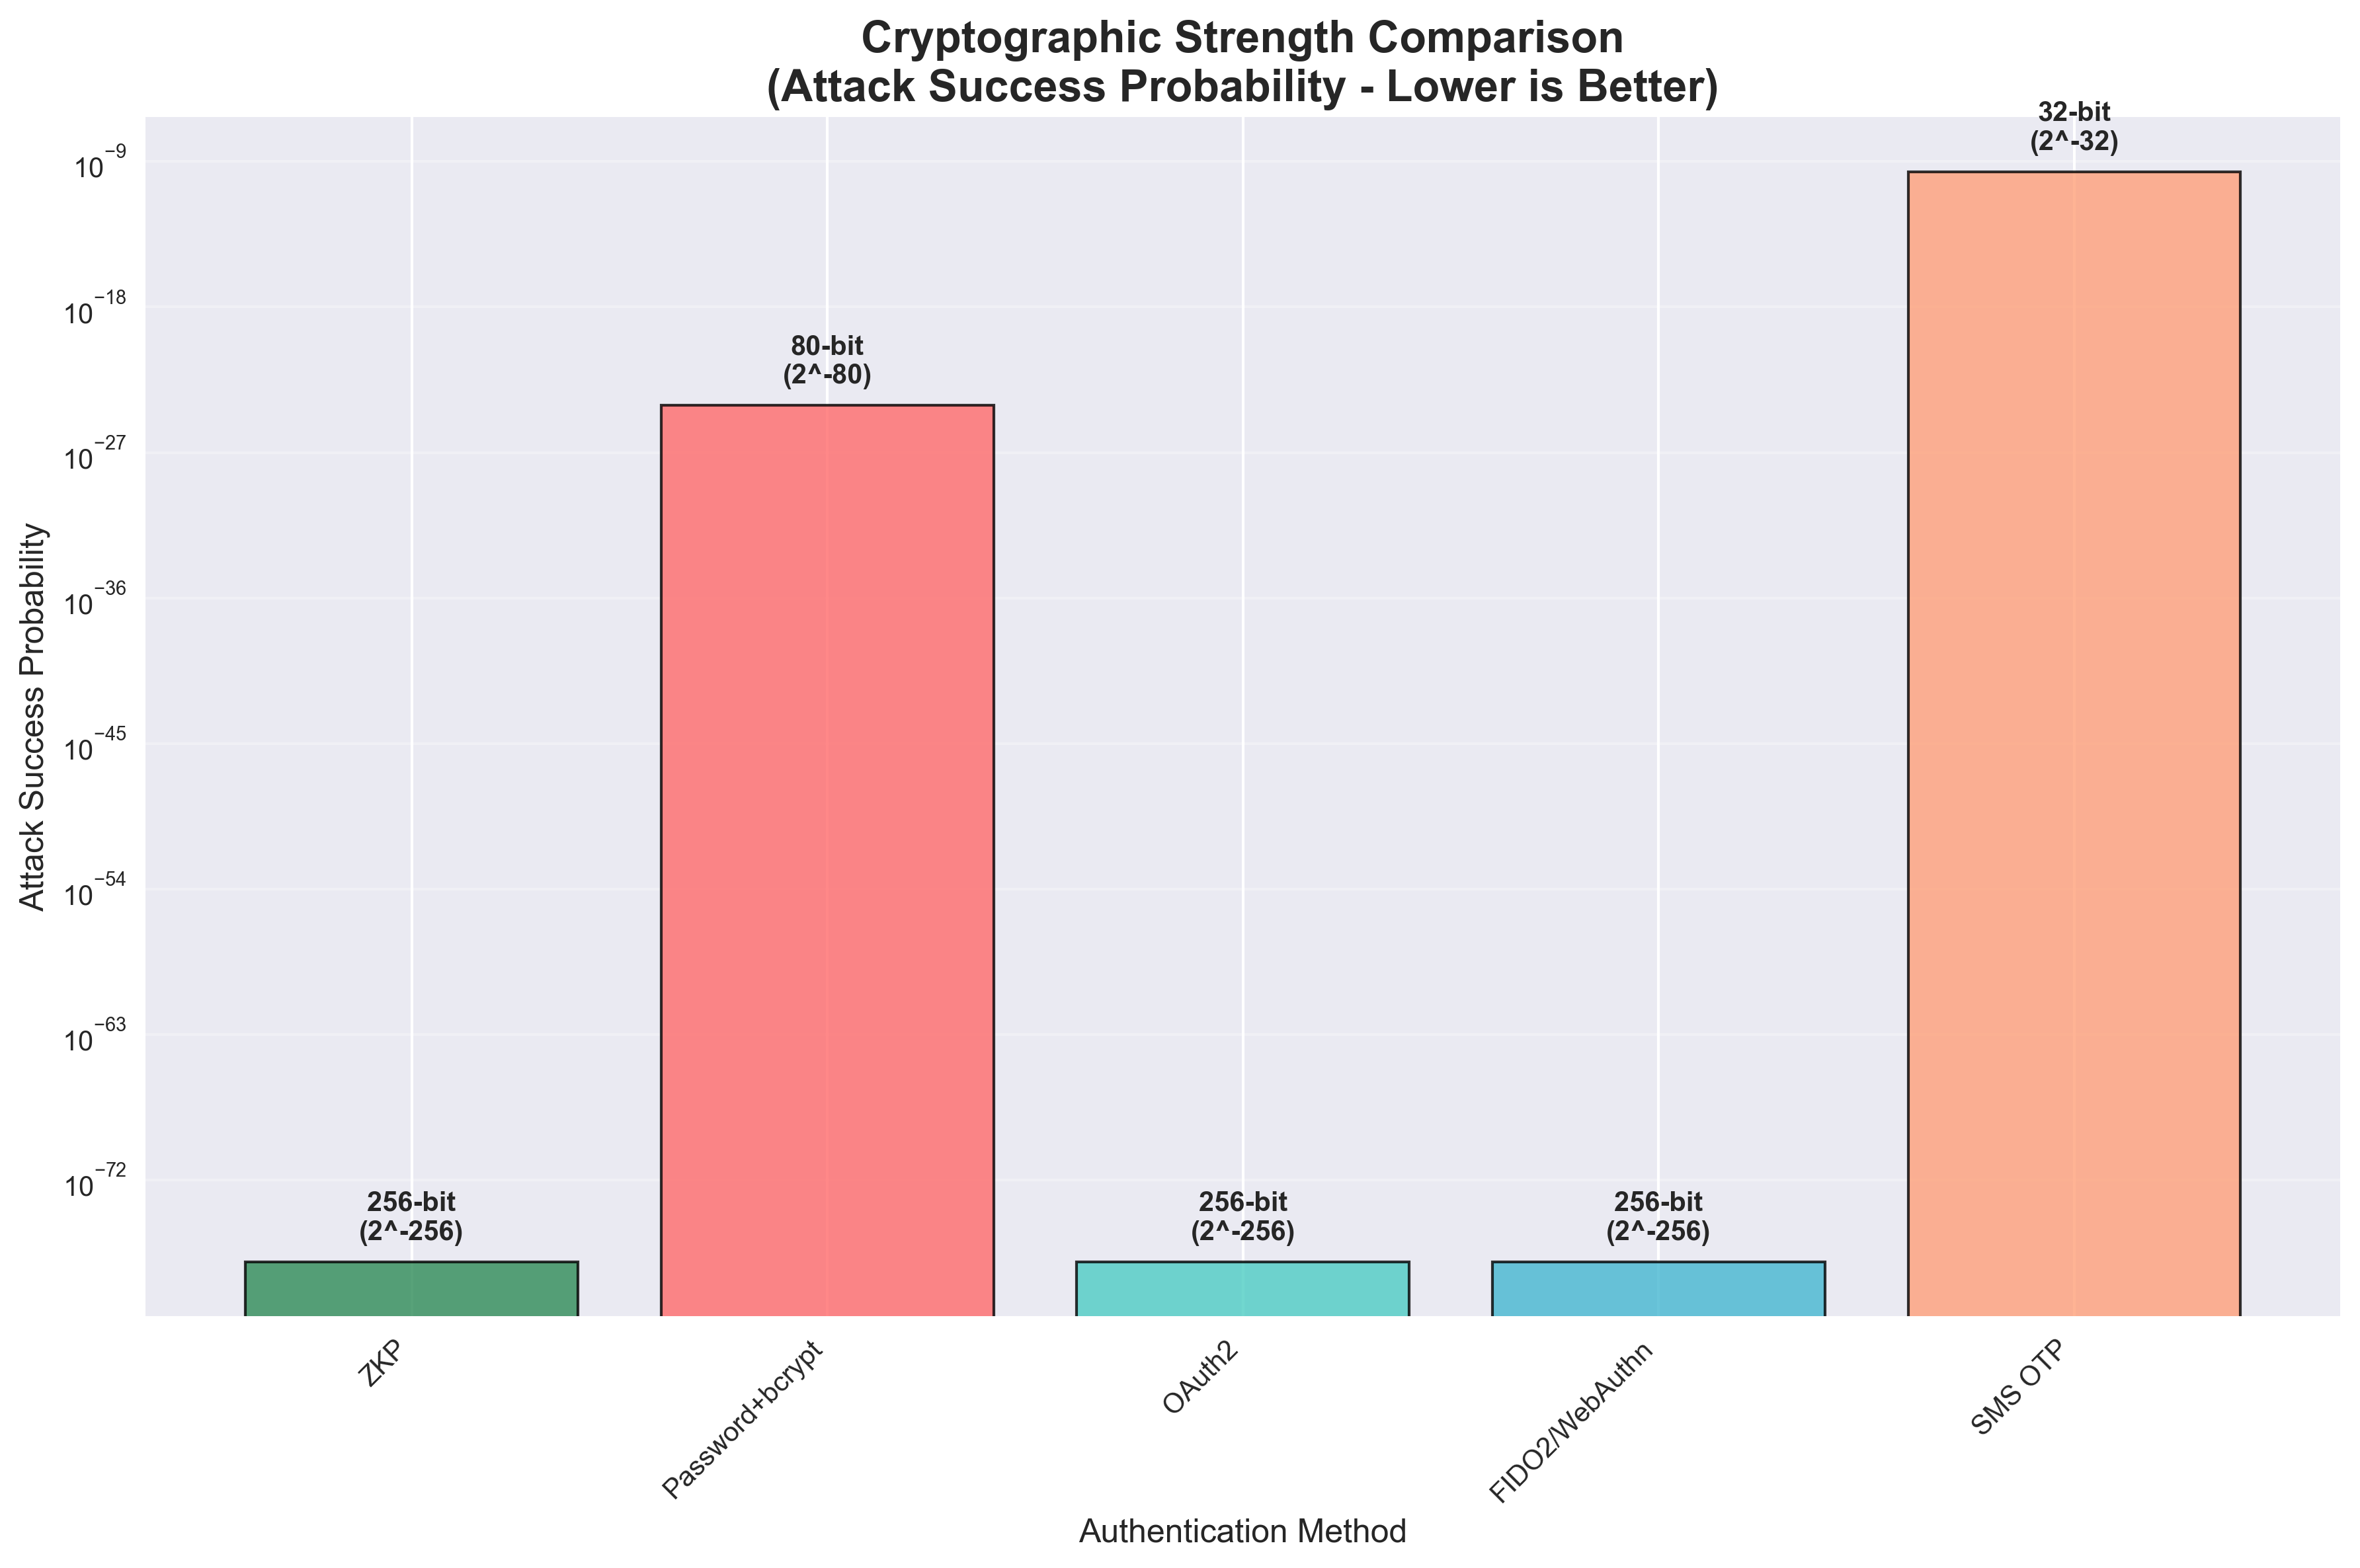 Cryptographic Strength Comparison
(Attack Success Probability - Lower is Better)
Attack Success Probability
10⁻⁹
10⁻¹⁸
10⁻²⁷
10⁻³⁶
10⁻⁴⁵
10⁻⁵⁴
10⁻⁶³
10⁻⁷²
256-bit
(2^-256)
80-bit
(2^-80)
256-bit
(2^-256)
256-bit
(2^-256)
32-bit
(2^-32)
ZKP
Password+bcrypt
OAuth2
FIDO2/WebAuthn
SMS OTP
Authentication Method